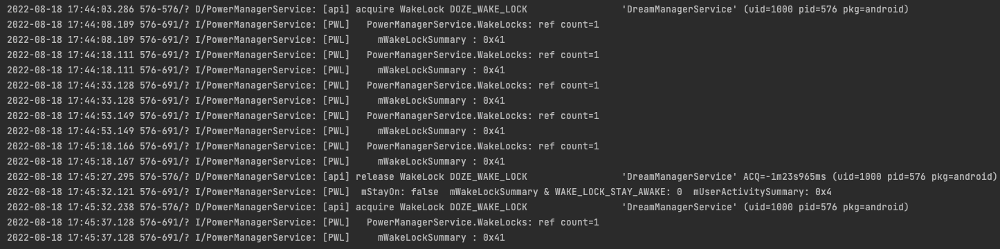 2022-08-18 17:44:03.286 576-576/? D/PowerManagerService: [api] acquire WakeLock DOZE_WAKE_LOCK                 'DreamManagerService' (uid=1000 pid=576 pkg=android)
2022-08-18 17:44:08.109 576-691/? I/PowerManagerService: [PWL]   PowerManagerService.WakeLocks: ref count=1
2022-08-18 17:44:08.109 576-691/? I/PowerManagerService: [PWL]     mWakeLockSummary : 0x41
2022-08-18 17:44:18.111 576-691/? I/PowerManagerService: [PWL]   PowerManagerService.WakeLocks: ref count=1
2022-08-18 17:44:18.111 576-691/? I/PowerManagerService: [PWL]     mWakeLockSummary : 0x41
2022-08-18 17:44:33.128 576-691/? I/PowerManagerService: [PWL]   PowerManagerService.WakeLocks: ref count=1
2022-08-18 17:44:33.128 576-691/? I/PowerManagerService: [PWL]     mWakeLockSummary : 0x41
2022-08-18 17:44:53.149 576-691/? I/PowerManagerService: [PWL]   PowerManagerService.WakeLocks: ref count=1
2022-08-18 17:44:53.149 576-691/? I/PowerManagerService: [PWL]     mWakeLockSummary : 0x41
2022-08-18 17:45:18.166 576-691/? I/PowerManagerService: [PWL]   PowerManagerService.WakeLocks: ref count=1
2022-08-18 17:45:18.167 576-691/? I/PowerManagerService: [PWL]     mWakeLockSummary : 0x41
2022-08-18 17:45:27.295 576-576/? D/PowerManagerService: [api] release WakeLock DOZE_WAKE_LOCK                 'DreamManagerService' ACQ=-1m23s965ms (uid=1000 pid=576 pkg=android)
2022-08-18 17:45:32.121 576-691/? I/PowerManagerService: [PWL]  mStayOn: false  mWakeLockSummary & WAKE_LOCK_STAY_AWAKE: 0  mUserActivitySummary: 0x4
2022-08-18 17:45:32.238 576-576/? D/PowerManagerService: [api] acquire WakeLock DOZE_WAKE_LOCK                 'DreamManagerService' (uid=1000 pid=576 pkg=android)
2022-08-18 17:45:37.128 576-691/? I/PowerManagerService: [PWL]   PowerManagerService.WakeLocks: ref count=1
2022-08-18 17:45:37.128 576-691/? I/PowerManagerService: [PWL]     mWakeLockSummary : 0x41